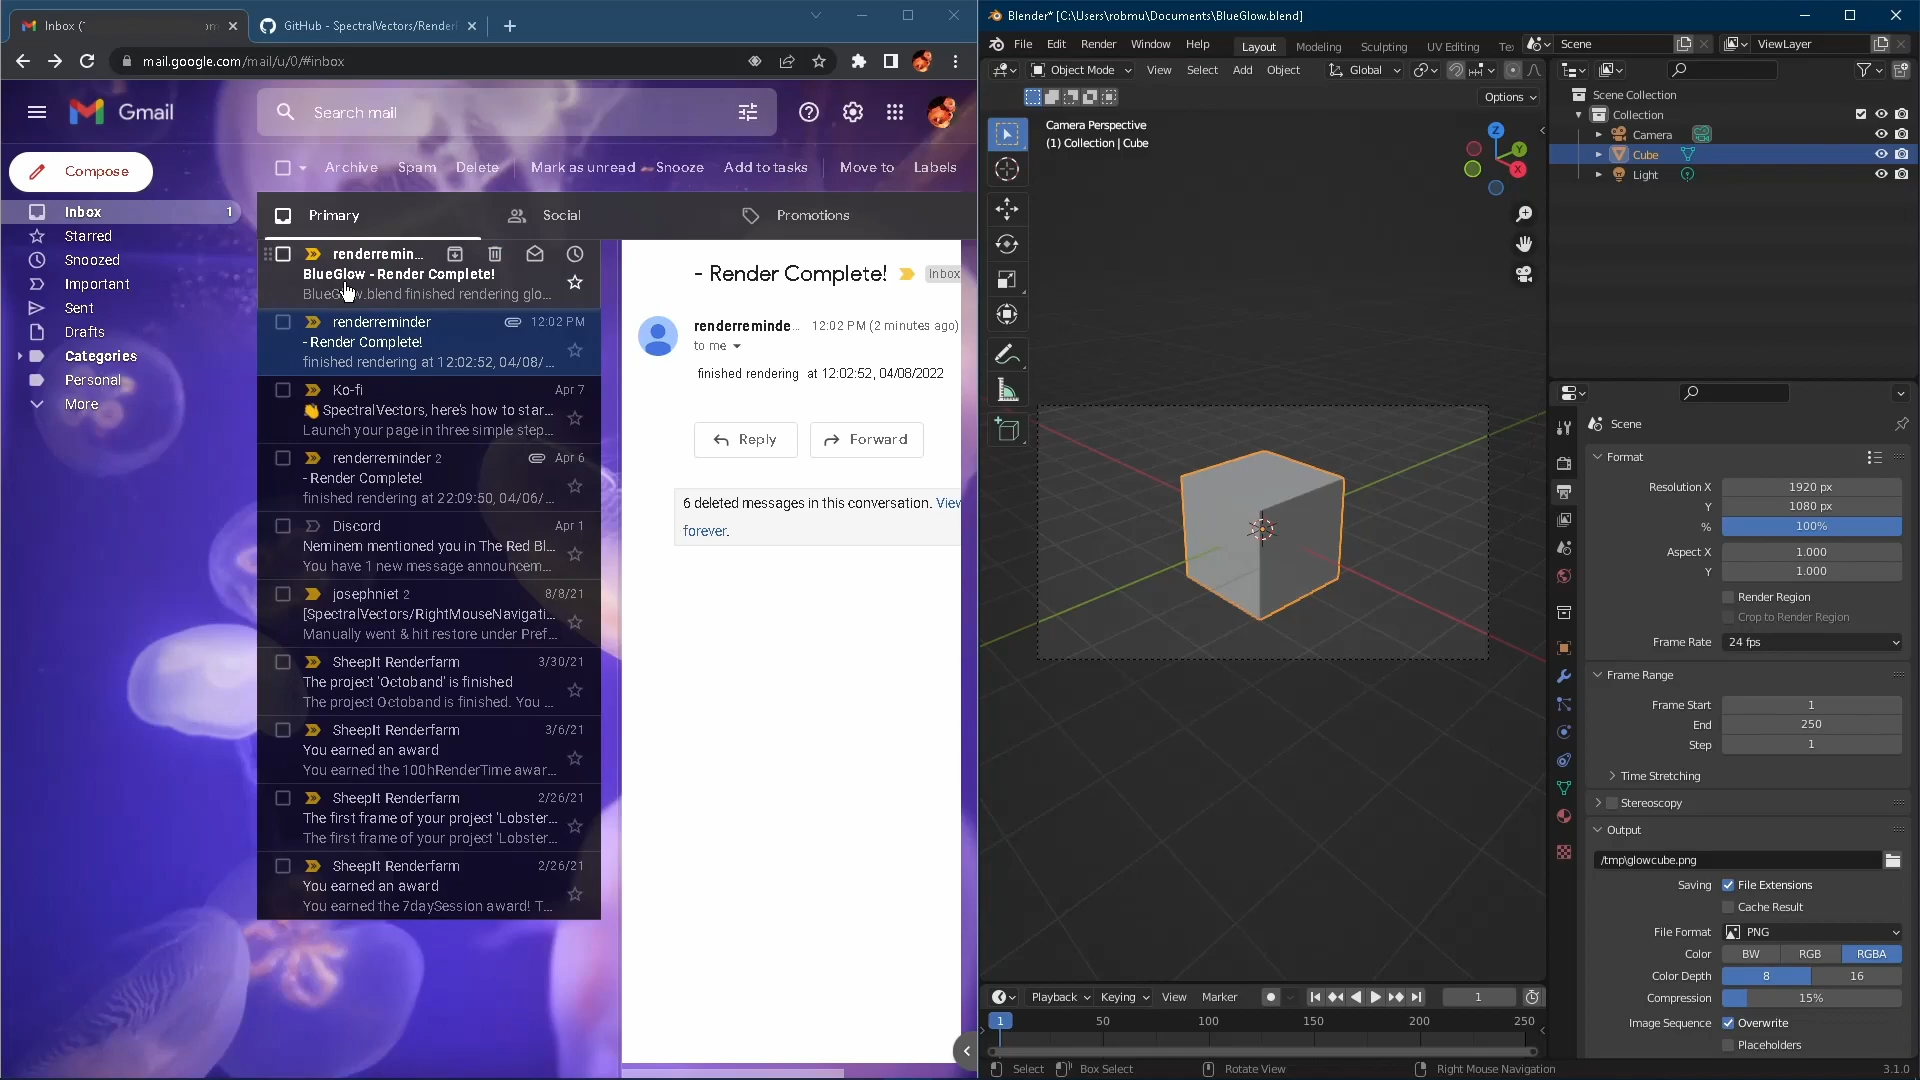 Inbox (
om
GitHub - SpectralVectors/Render
mail.google.com/mail/u/0/#inbox
Gmail
Search mail
Compose
Archive
Spam
Delete
Mark as unread
Snooze
Add to tasks
Move to
Labels
Inbox
1
Starred
Snoozed
Important
Sent
Drafts
Categories
Personal
More
Primary
Social
Promotions
renderremin...
BlueGlow - Render Complete!
BlueGlow.blend finished rendering glo...
renderreminder
12:02 PM
- Render Complete!
finished rendering at 12:02:52, 04/08/...
Ko-fi
Apr 7
👋 SpectralVectors, here's how to star...
Launch your page in three simple step...
renderreminder 2
Apr 6
- Render Complete!
finished rendering at 22:09:50, 04/06/...
Discord
Apr 1
Neminem mentioned you in The Red Bl...
You have 1 new message announcem...
josephniet 2
8/8/21
[SpectralVectors/RightMouseNavigati...
Manually went & hit restore under Pref...
SheepIt Renderfarm
3/30/21
The project 'Octoband' is finished
The project Octoband is finished. You ...
SheepIt Renderfarm
3/6/21
You earned an award
You earned the 100hRenderTime awar...
SheepIt Renderfarm
2/26/21
The first frame of your project 'Lobster...
The first frame of your project 'Lobster...
SheepIt Renderfarm
2/26/21
You earned an award
You earned the 7daySession award! T...
- Render Complete!
Inbox
renderreminde...
12:02 PM (2 minutes ago)
to me
finished rendering at 12:02:52, 04/08/2022
Reply
Forward
6 deleted messages in this conversation. View
forever.
Blender* [C:\Users\robmu\Documents\BlueGlow.blend]
File
Edit
Render
Window
Help
Layout
Modeling
Sculpting
UV Editing
Te
Scene
ViewLayer
Object Mode
View
Select
Add
Object
Global
Options
Camera Perspective
(1) Collection | Cube
Z
Y
X
Scene Collection
Collection
Camera
Cube
Light
Scene
Format
Resolution X
1920 px
Y
1080 px
%
100%
Aspect X
1.000
Y
1.000
Render Region
Crop to Render Region
Frame Rate
24 fps
Frame Range
Frame Start
1
End
250
Step
1
Time Stretching
Stereoscopy
Output
/tmp\glowcube.png
Saving
File Extensions
Cache Result
File Format
PNG
Color
BW
RGB
RGBA
Color Depth
8
16
Compression
15%
Image Sequence
Overwrite
Placeholders
Playback
Keying
View
Marker
1
1
50
100
150
200
250
Select
Box Select
Rotate View
Right Mouse Navigation
3.1.0